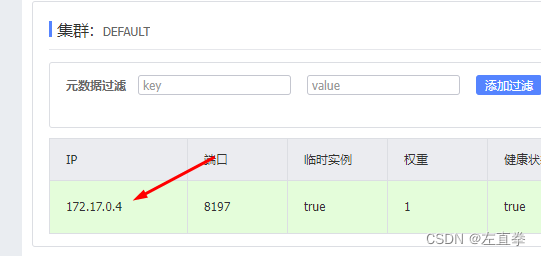 集群：DEFAULT
元数据过滤 key value 添加过滤
IP 端口 临时实例 权重 健康状
172.17.0.4 8197 true 1 true
CSDN @左直拳